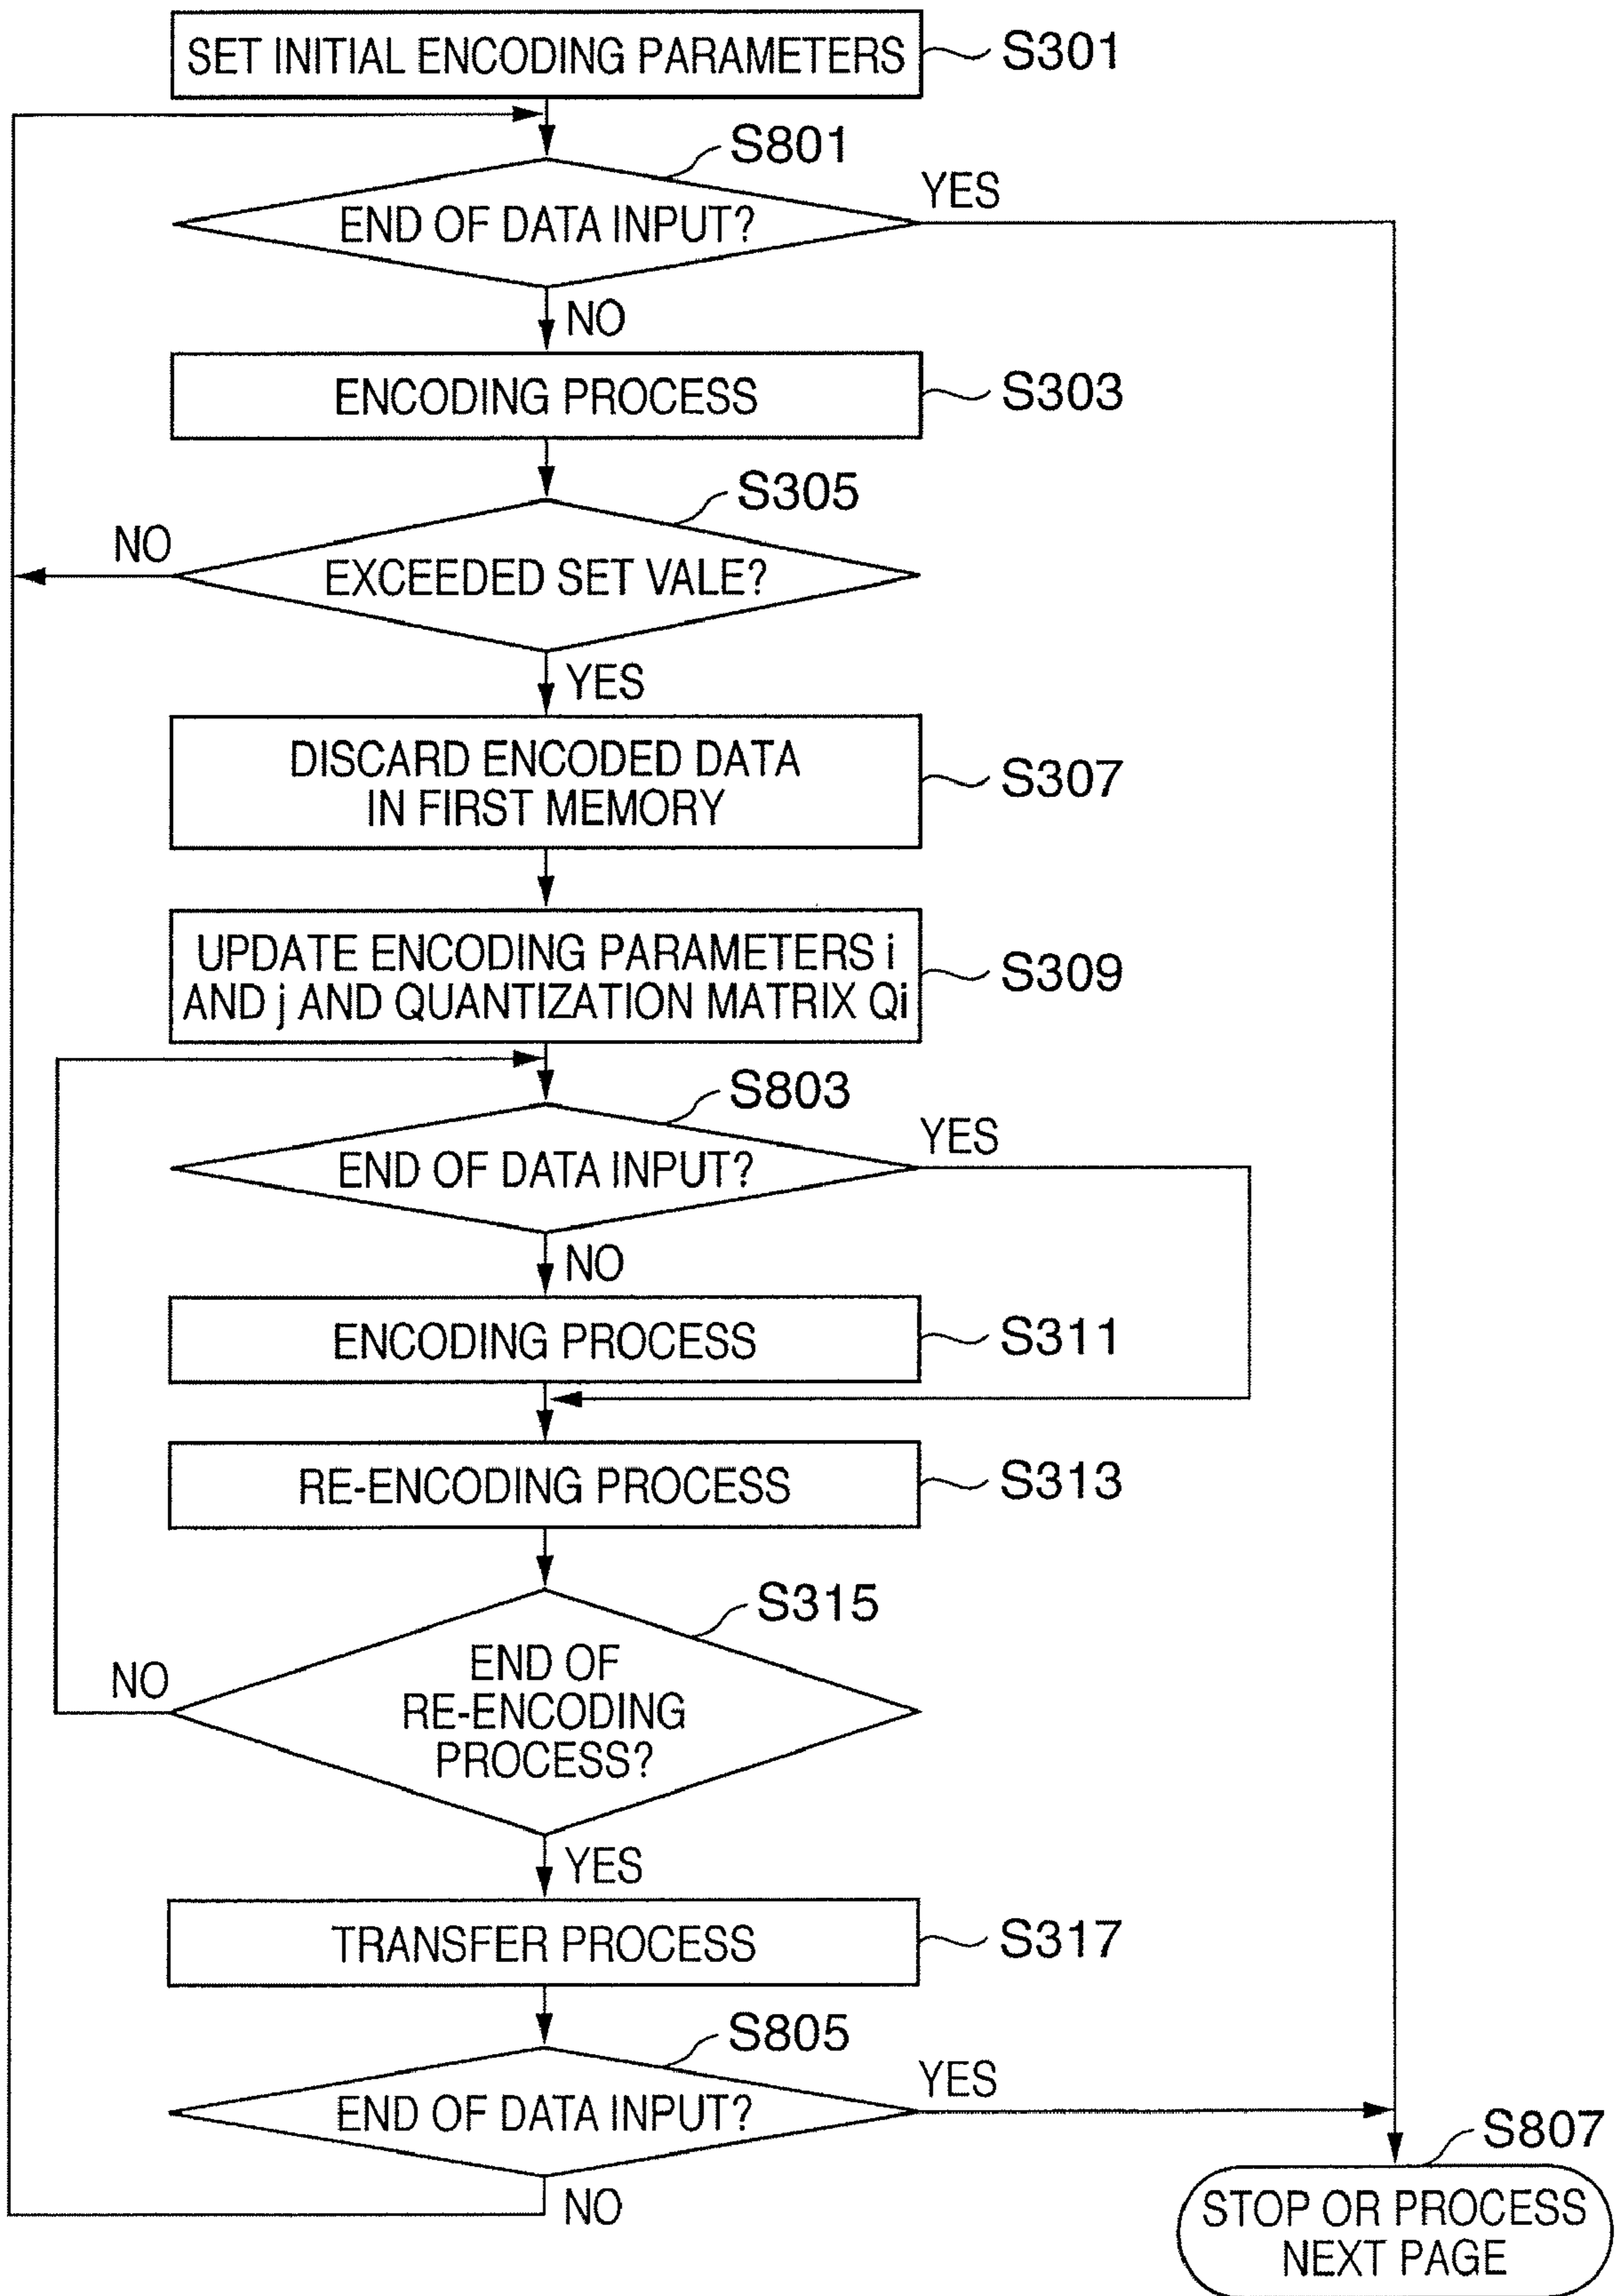 SET INITIAL ENCODING PARAMETERS
S301
S801
END OF DATA INPUT?
YES
NO
ENCODING PROCESS
S303
S305
NO
EXCEEDED SET VALE?
YES
DISCARD ENCODED DATA
IN FIRST MEMORY
S307
UPDATE ENCODING PARAMETERS i
AND j AND QUANTIZATION MATRIX Qi
S309
S803
END OF DATA INPUT?
YES
NO
ENCODING PROCESS
S311
RE-ENCODING PROCESS
S313
S315
NO
END OF
RE-ENCODING
PROCESS?
YES
TRANSFER PROCESS
S317
S805
END OF DATA INPUT?
YES
NO
S807
STOP OR PROCESS
NEXT PAGE